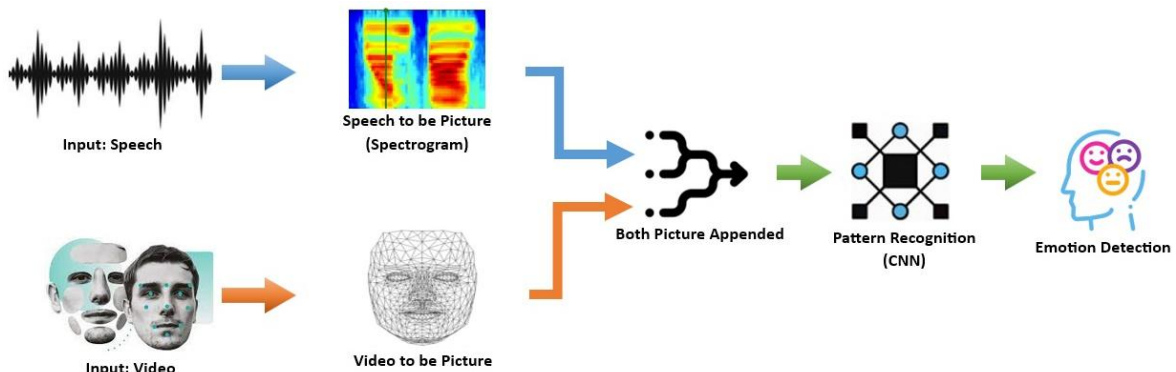 Input: Speech
Speech to be Picture
(Spectrogram)
Both Picture Appended
Pattern Recognition
(CNN)
Emotion Detection
Input: Video
Video to be Picture